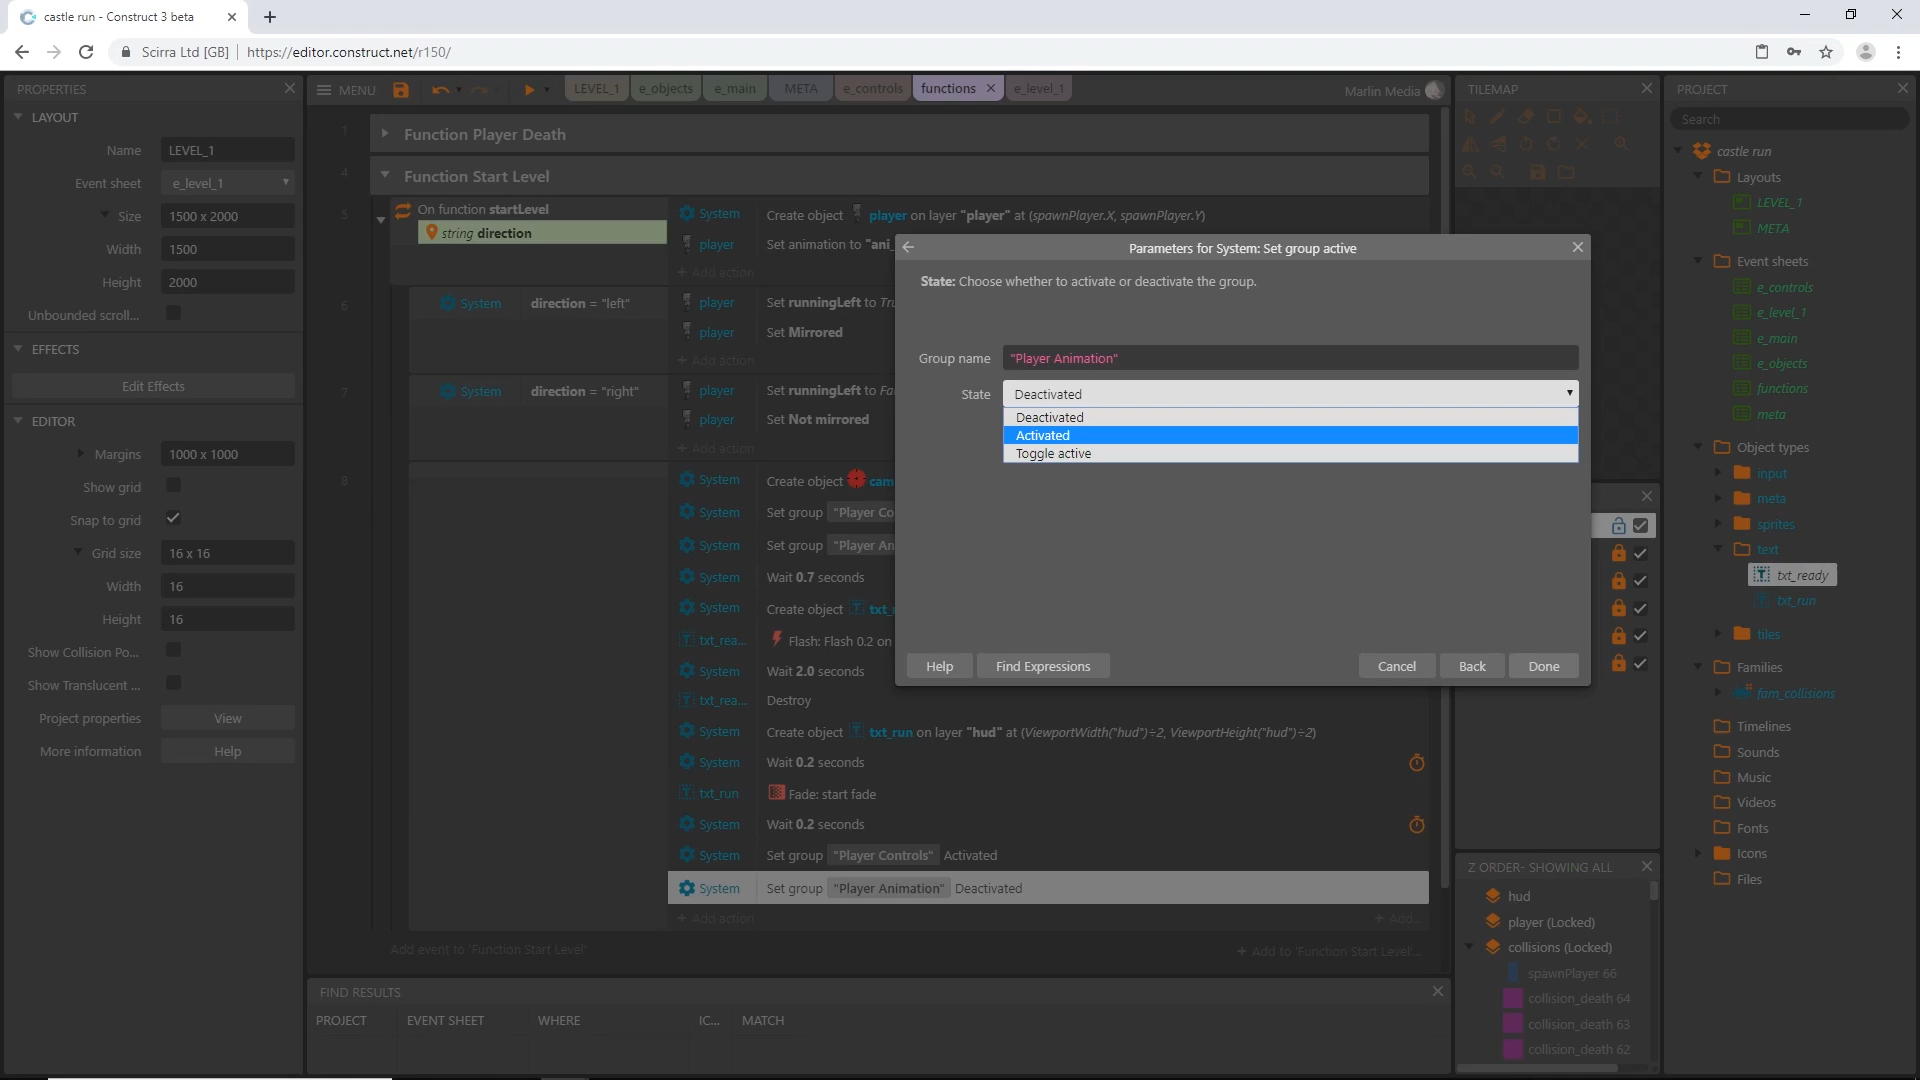 castle run - Construct 3 beta
Scirra Ltd [GB]
https://editor.construct.net/r150/
PROPERTIES
MENU
LEVEL_1
e_objects
e_main
META
e_controls
functions
e_level_1
Marlin Media
TILEMAP
PROJECT
LAYOUT
Name LEVEL_1
Event sheet e_level_1
Size 1500 x 2000
Width 1500
Height 2000
Unbounded scroll...
EFFECTS
Edit Effects
EDITOR
Margins 1000 x 1000
Show grid
Snap to grid
Grid size 16 x 16
Width 16
Height 16
Show Collision Po...
Show Translucent ...
Project properties View
More information Help
1 Function Player Death
4 Function Start Level
5 On function startLevel
string direction
System Create object player on layer "player" at (spawnPlayer.X, spawnPlayer.Y)
player Set animation to "ani_
+ Add action
6 System direction = "left"
player Set runningLeft to Tru
player Set Mirrored
+ Add action
7 System direction = "right"
player Set runningLeft to Fa
player Set Not mirrored
+ Add action
8
System Create object cam
System Set group "Player Co
System Set group "Player An
System Wait 0.7 seconds
System Create object txt_r
txt_rea... Flash: Flash 0.2 on
System Wait 2.0 seconds
txt_rea... Destroy
System Create object txt_run on layer "hud" at (ViewportWidth("hud")÷2, ViewportHeight("hud")÷2)
System Wait 0.2 seconds
txt_run Fade: start fade
System Wait 0.2 seconds
System Set group "Player Controls" Activated
System Set group "Player Animation" Deactivated
+ Add action
+ Add...
Add event to 'Function Start Level'
+ Add to 'Function Start Level'...
Parameters for System: Set group active
State: Choose whether to activate or deactivate the group.
Group name "Player Animation"
State Deactivated
Deactivated
Activated
Toggle active
Help
Find Expressions
Cancel
Back
Done
FIND RESULTS
PROJECT
EVENT SHEET
WHERE
IC...
MATCH
Z ORDER- SHOWING ALL
hud
player (Locked)
collisions (Locked)
spawnPlayer 66
collision_death 64
collision_death 63
collision_death 62
Search
castle run
Layouts
LEVEL_1
META
Event sheets
e_controls
e_level_1
e_main
e_objects
functions
meta
Object types
input
meta
sprites
text
txt_ready
txt_run
tiles
Families
fam_collisions
Timelines
Sounds
Music
Videos
Fonts
Icons
Files